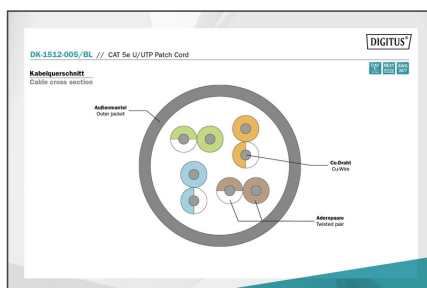 DIGITUS®
DK-1512-005/BL // CAT 5e U/UTP Patch Cord
Kabelquerschnitt
Cable cross section
Außenmantel
Outer jacket
Cu-Draht
Cu-Wire
Adernpaare
Twisted pair